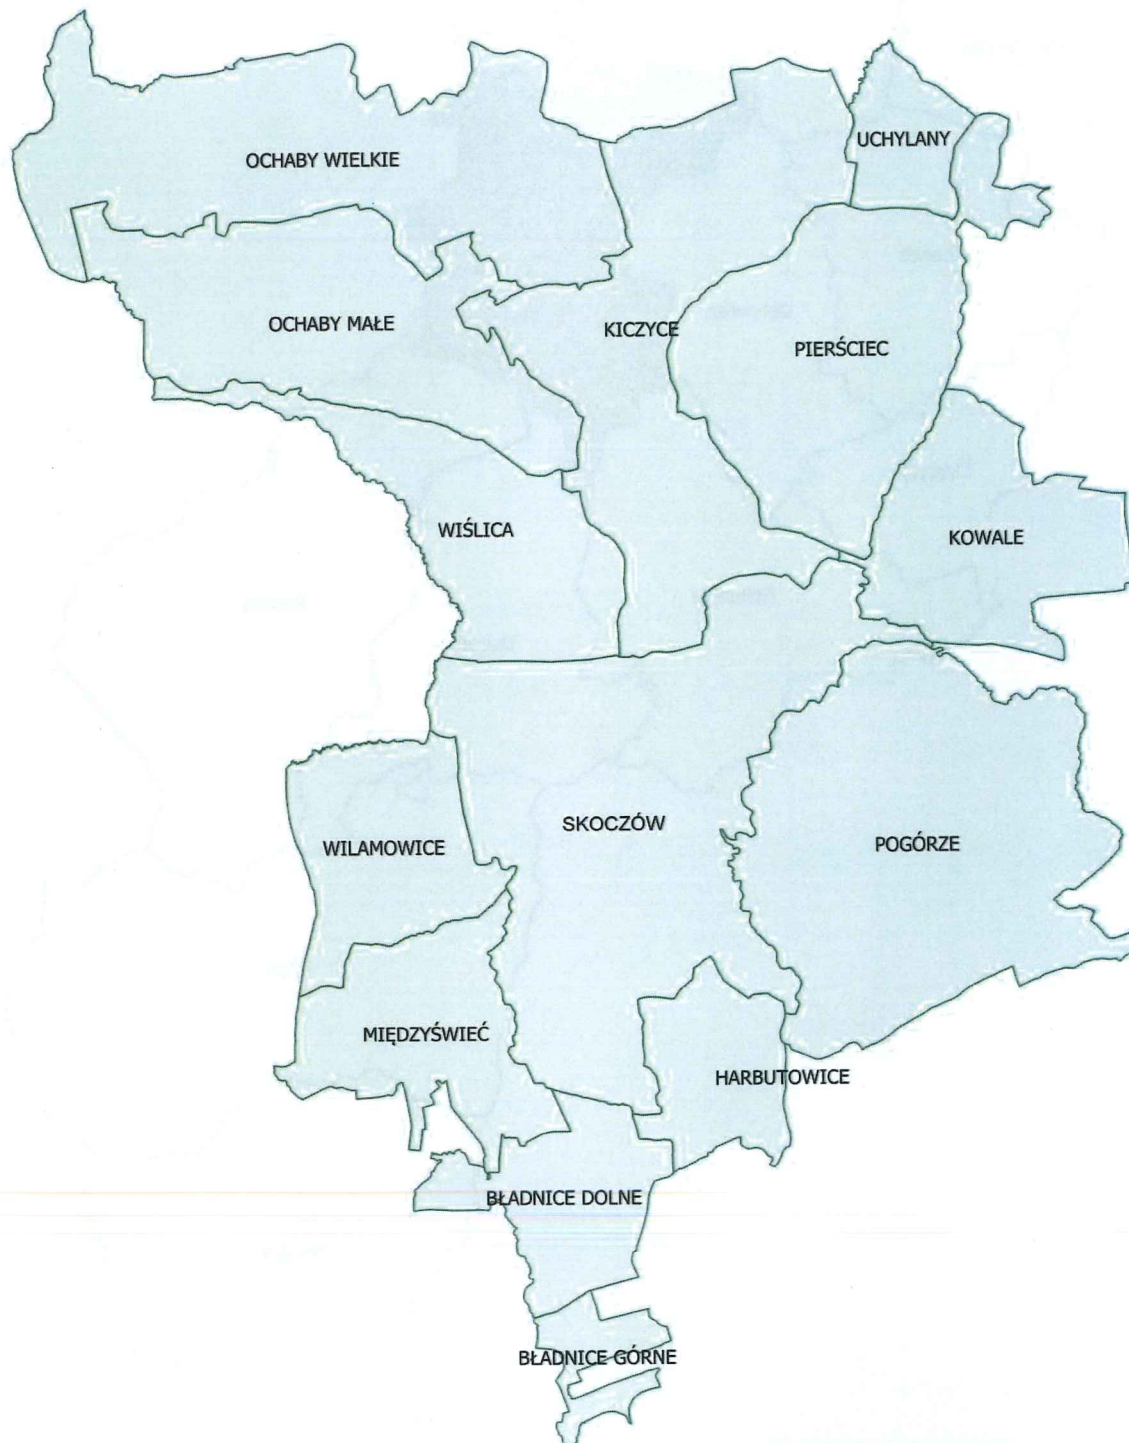 UCHYLANY
OCHABY WIELKIE
OCHABY MAŁE
KICZYCE
PIERŚCIEC
WIŚLICA
KOWALE
SKOCZÓW
WILAMOWICE
POGÓRZE
MIĘDZYŚWIEĆ
HARBUTOWICE
BŁADNICE DOLNE
BŁADNICE GÓRNE